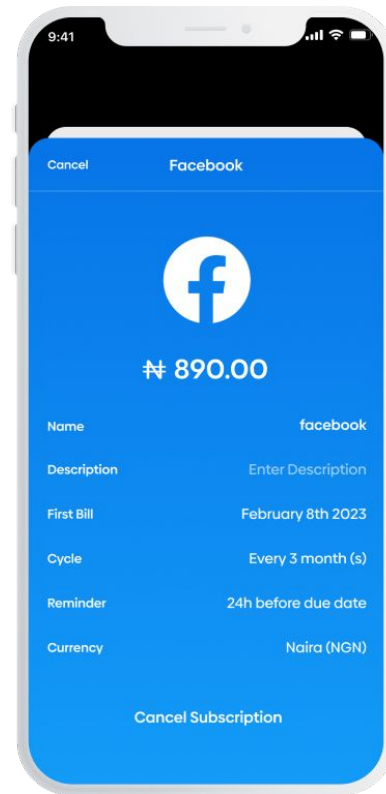 9:41
Cancel Facebook
f
₦ 890.00
Name facebook
Description Enter Description
First Bill February 8th 2023
Cycle Every 3 month (s)
Reminder 24h before due date
Currency Naira (NGN)
Cancel Subscription